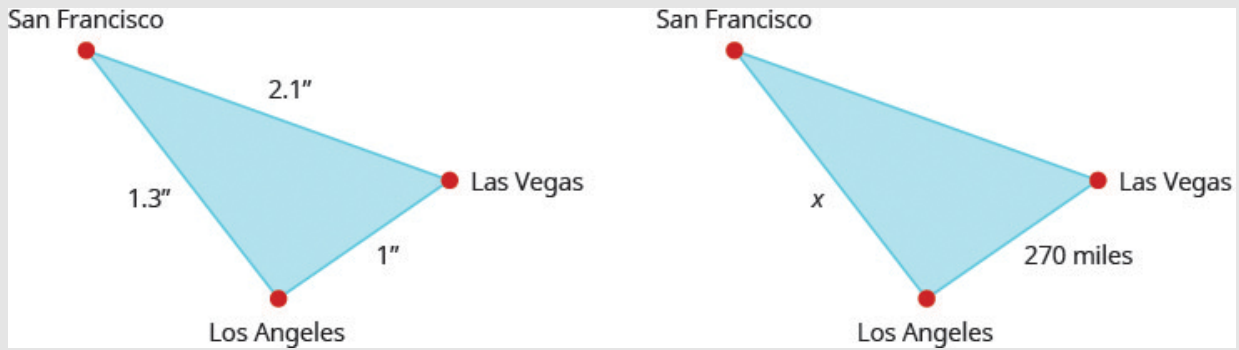 San Francisco
2.1″
1.3″
Las Vegas
1″
Los Angeles
San Francisco
x
Las Vegas
270 miles
Los Angeles